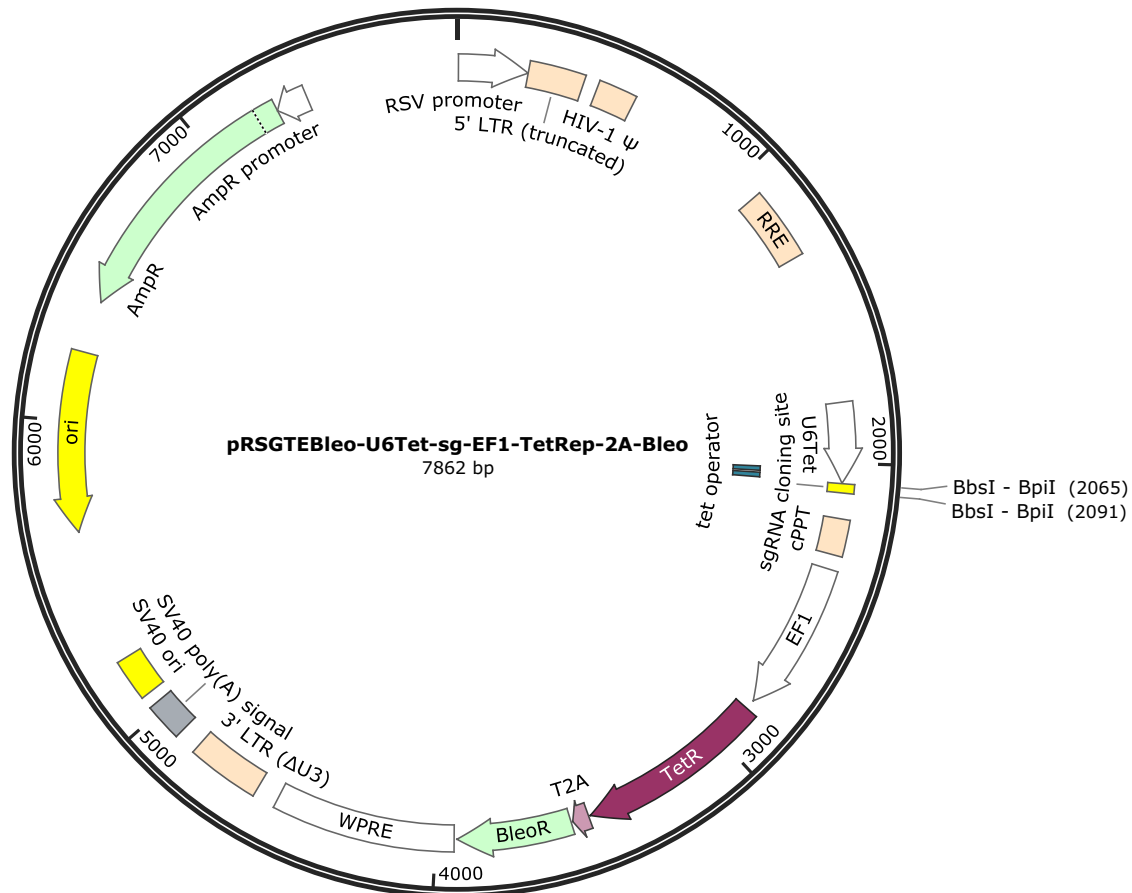 RSV promoter
5' LTR (truncated)
HIV-1 ψ
1000
RRE
2000
U6Tet
sgRNA cloning site
tet operator
BbsI - BpiI (2065)
BbsI - BpiI (2091)
cPPT
EF1
3000
TetR
T2A
BleoR
4000
WPRE
3' LTR (ΔU3)
SV40 poly(A) signal
SV40 ori
5000
ori
6000
AmpR
AmpR promoter
7000
pRSGTEBleo-U6Tet-sg-EF1-TetRep-2A-Bleo
7862 bp